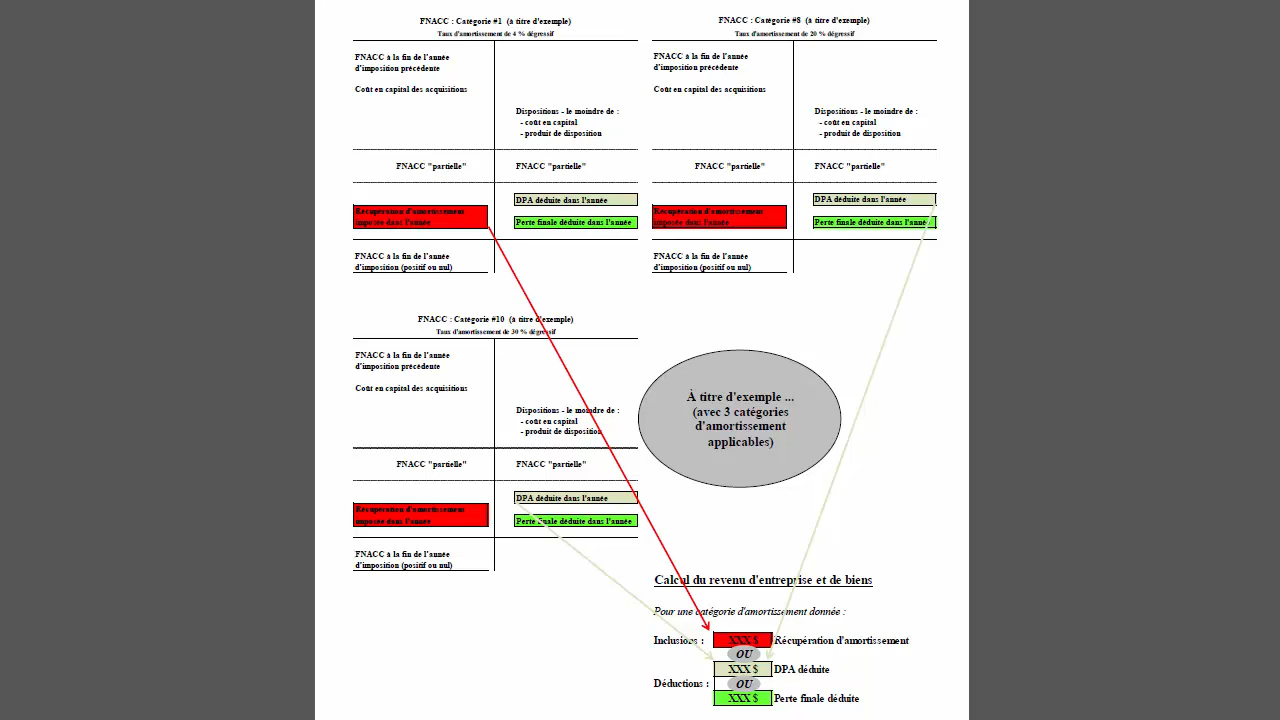 FNACC : Catégorie #1 (à titre d'exemple)
Taux d'amortissement de 4 % dégressif
FNACC à la fin de l'année
d'imposition précédente
Coût en capital des acquisitions
Dispositions - le moindre de :
- coût en capital
- produit de disposition
FNACC "partielle"
FNACC "partielle"
DPA déduite dans l'année
Récupération d'amortissement
imposée dans l'année
Perte finale déduite dans l'année
FNACC à la fin de l'année
d'imposition (positif ou nul)
FNACC : Catégorie #8 (à titre d'exemple)
Taux d'amortissement de 20 % dégressif
FNACC à la fin de l'année
d'imposition précédente
Coût en capital des acquisitions
Dispositions - le moindre de :
- coût en capital
- produit de disposition
FNACC "partielle"
FNACC "partielle"
DPA déduite dans l'année
Récupération d'amortissement
imposée dans l'année
Perte finale déduite dans l'année
FNACC à la fin de l'année
d'imposition (positif ou nul)
FNACC : Catégorie #10 (à titre d'exemple)
Taux d'amortissement de 30 % dégressif
FNACC à la fin de l'année
d'imposition précédente
Coût en capital des acquisitions
Dispositions - le moindre de :
- coût en capital
- produit de disposition
FNACC "partielle"
FNACC "partielle"
DPA déduite dans l'année
Récupération d'amortissement
imposée dans l'année
Perte finale déduite dans l'année
FNACC à la fin de l'année
d'imposition (positif ou nul)
À titre d'exemple ...
(avec 3 catégories
d'amortissement
applicables)
Calcul du revenu d'entreprise et de biens
Pour une catégorie d'amortissement donnée :
Inclusions : XXX $ Récupération d'amortissement
OU
XXX $ DPA déduite
Déductions : OU
XXX $ Perte finale déduite